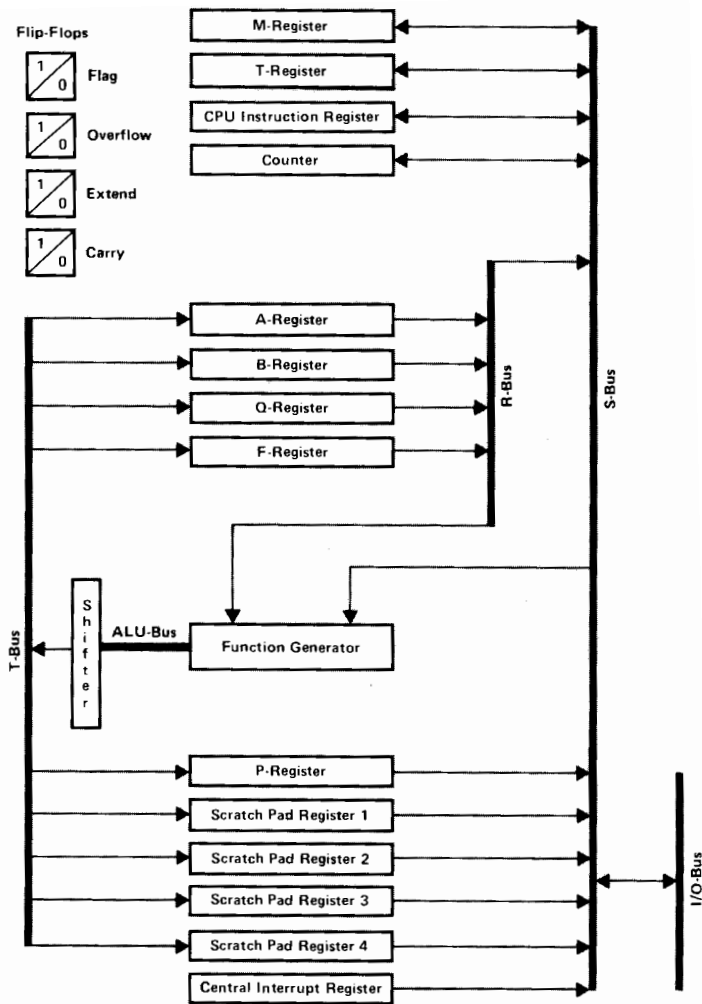 Flip-Flops
1
0
Flag
1
0
Overflow
1
0
Extend
1
0
Carry
M-Register
T-Register
CPU Instruction Register
Counter
A-Register
B-Register
Q-Register
F-Register
R-Bus
S-Bus
T-Bus
Shifter
ALU-Bus
Function Generator
P-Register
Scratch Pad Register 1
Scratch Pad Register 2
Scratch Pad Register 3
Scratch Pad Register 4
Central Interrupt Register
I/O-Bus